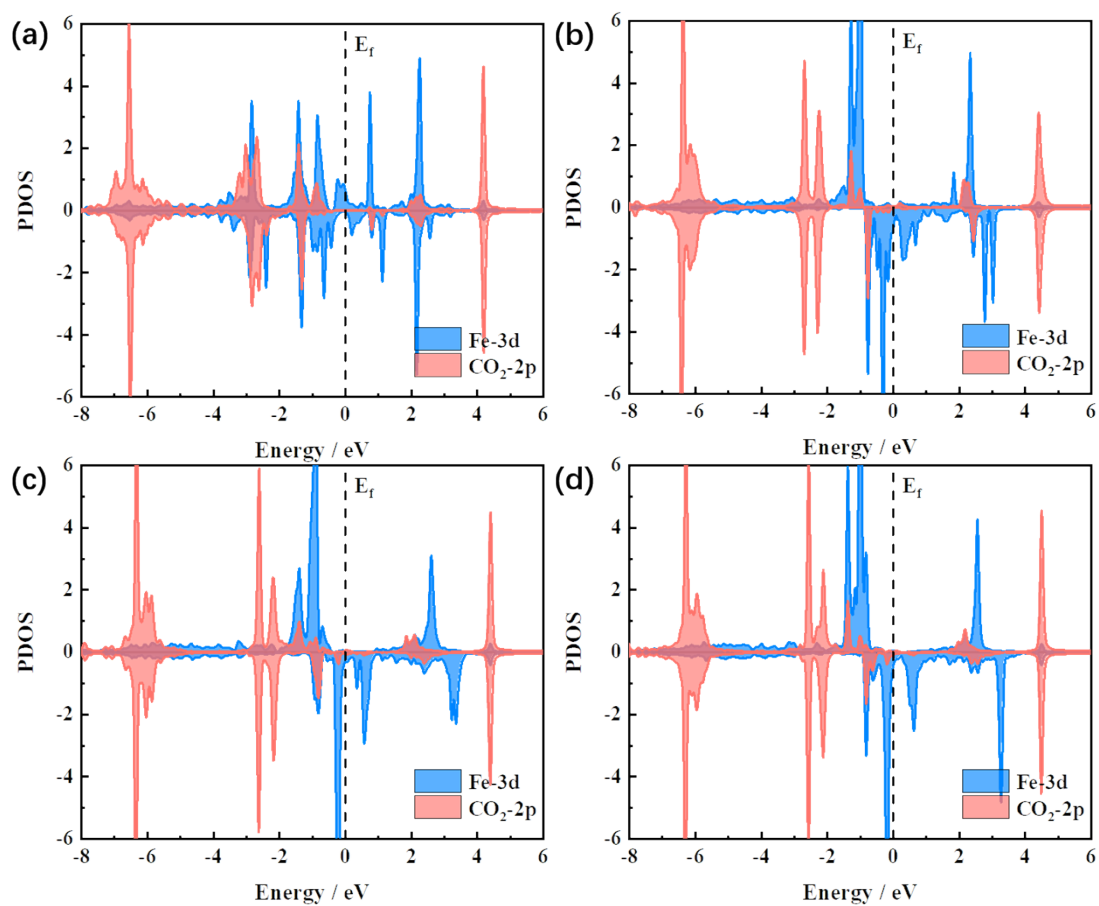 (a)
PDOS
6
4
2
0
-2
-4
-6
E_f
Fe-3d
CO₂-2p
-8 -6 -4 -2 0 2 4 6
Energy / eV
(b)
PDOS
6
4
2
0
-2
-4
-6
E_f
Fe-3d
CO₂-2p
-8 -6 -4 -2 0 2 4 6
Energy / eV
(c)
PDOS
6
4
2
0
-2
-4
-6
E_f
Fe-3d
CO₂-2p
-8 -6 -4 -2 0 2 4 6
Energy / eV
(d)
PDOS
6
4
2
0
-2
-4
-6
E_f
Fe-3d
CO₂-2p
-8 -6 -4 -2 0 2 4 6
Energy / eV